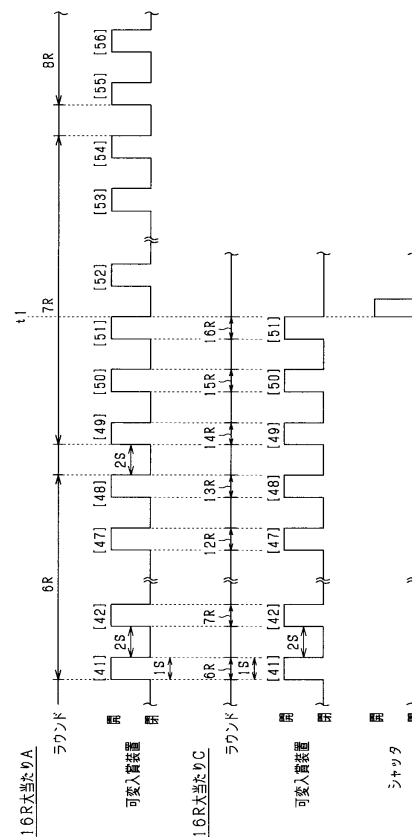 16R大当たりA
ラウンド
6R
7R
t1
8R
可変入賞装置
開
閉
[41]
[42]
[47]
[48]
[49]
[50]
[51]
[52]
[53]
[54]
[55]
[56]
2S
2S
1S
16R大当たりC
ラウンド
6R
7R
12R
13R
14R
15R
16R
1S
可変入賞装置
開
閉
[41]
[42]
[47]
[48]
[49]
[50]
[51]
2S
シャッタ
開
閉